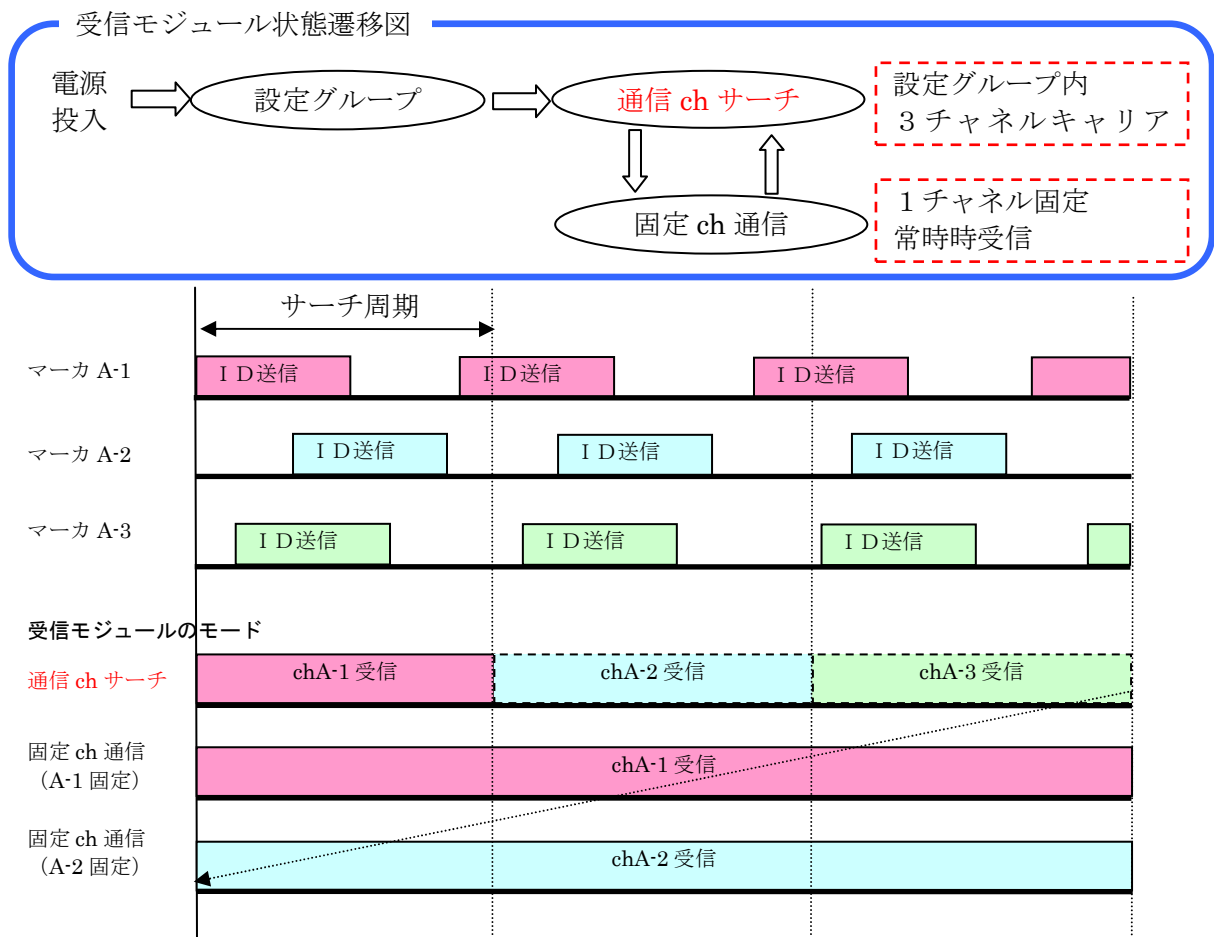 受信モジュール状態遷移図
電源
投入
設定グループ
通信 ch サーチ
設定グループ内
３チャネルキャリア
固定 ch 通信
１チャネル固定
常時時受信
サーチ周期
マーカ A-1
ＩＤ送信
ＩＤ送信
ＩＤ送信
マーカ A-2
ＩＤ送信
ＩＤ送信
ＩＤ送信
マーカ A-3
ＩＤ送信
ＩＤ送信
ＩＤ送信
受信モジュールのモード
通信 ch サーチ
chA-1 受信
chA-2 受信
chA-3 受信
固定 ch 通信
（A-1 固定）
chA-1 受信
固定 ch 通信
（A-2 固定）
chA-2 受信